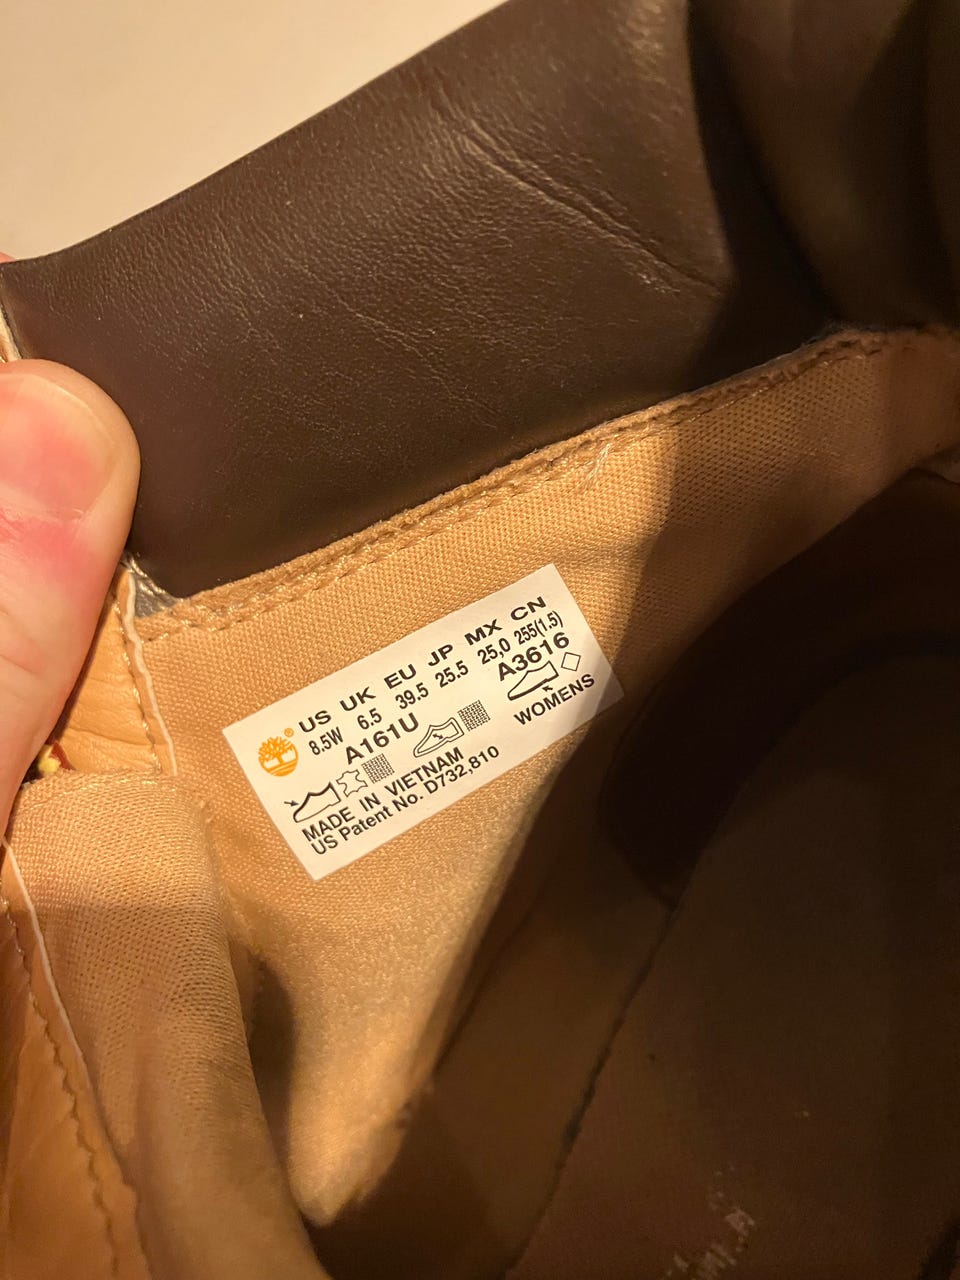 ® US UK EU JP MX CN
8.5W 6.5 39.5 25.5 25,0 255(1.5)
A161U A3616
MADE IN VIETNAM WOMENS
US Patent No. D732,810